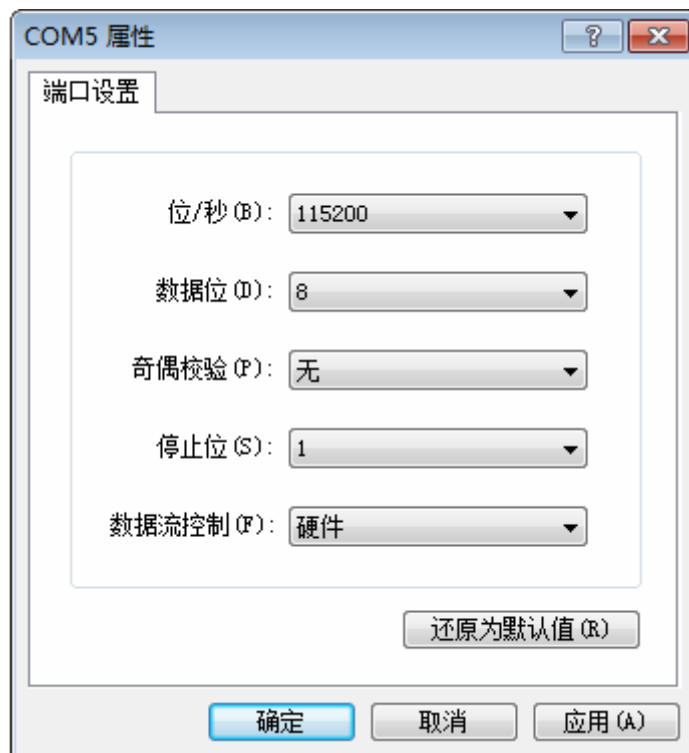 COM5 属性
端口设置
位/秒(B): 115200
数据位(D): 8
奇偶校验(P): 无
停止位(S): 1
数据流控制(F): 硬件
还原为默认值(R)
确定 取消 应用(A)